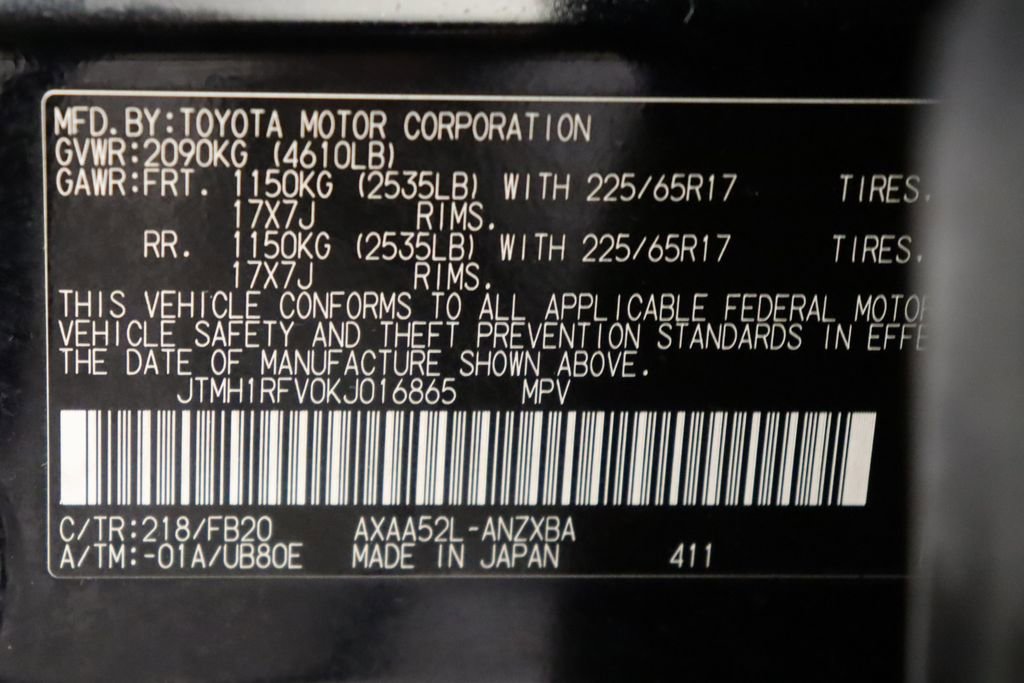 MFD. BY: TOYOTA MOTOR CORPORATION
GVWR: 2090KG (4610LB)
GAWR: FRT. 1150KG (2535LB) WITH 225/65R17 TIRES.
17X7J RIMS.
RR. 1150KG (2535LB) WITH 225/65R17 TIRES.
17X7J RIMS.
THIS VEHICLE CONFORMS TO ALL APPLICABLE FEDERAL MOTOR
VEHICLE SAFETY AND THEFT PREVENTION STANDARDS IN EFFE
THE DATE OF MANUFACTURE SHOWN ABOVE.
JTMH1RFV0KJ016865 MPV
C/TR: 218/FB20 AXAA52L-ANZXBA
A/TM: -01A/UB80E MADE IN JAPAN 411